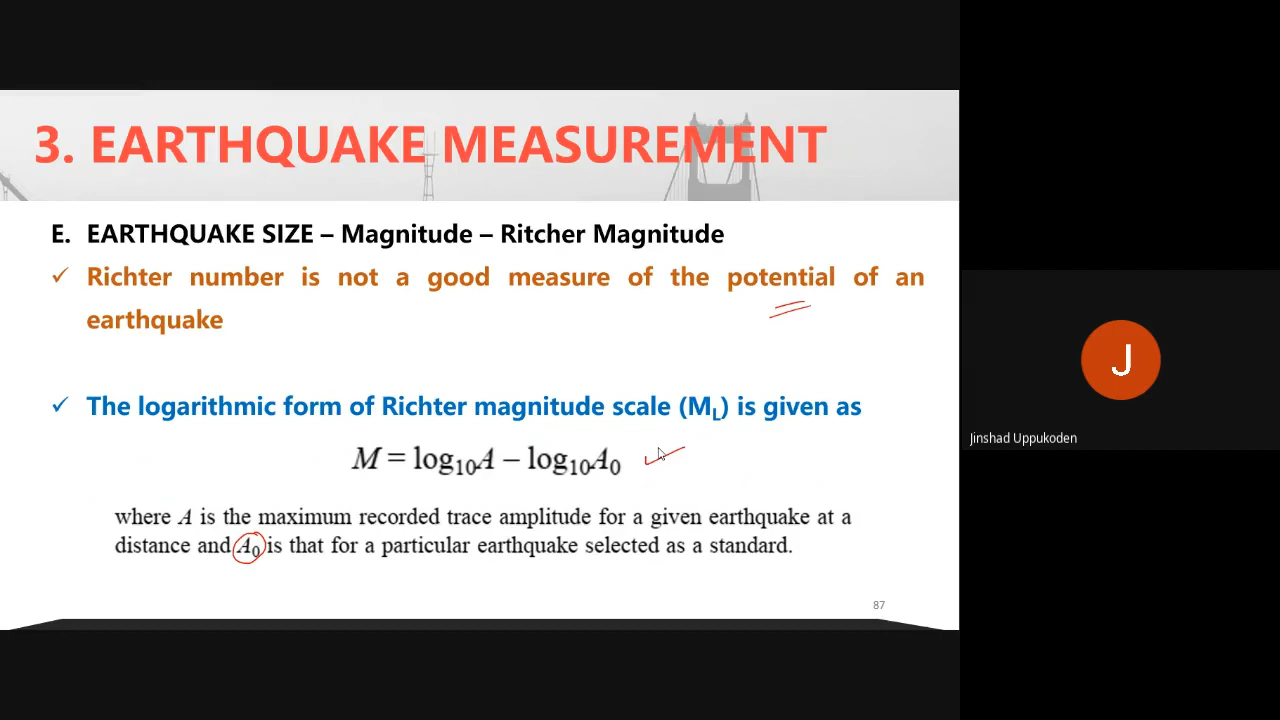 3. EARTHQUAKE MEASUREMENT
E. EARTHQUAKE SIZE – Magnitude – Ritcher Magnitude
✓ Richter number is not a good measure of the potential of an
earthquake
✓ The logarithmic form of Richter magnitude scale (M_L) is given as
M = log₁₀A – log₁₀A₀
where A is the maximum recorded trace amplitude for a given earthquake at a
distance and A₀ is that for a particular earthquake selected as a standard.
87
J
Jinshad Uppukoden